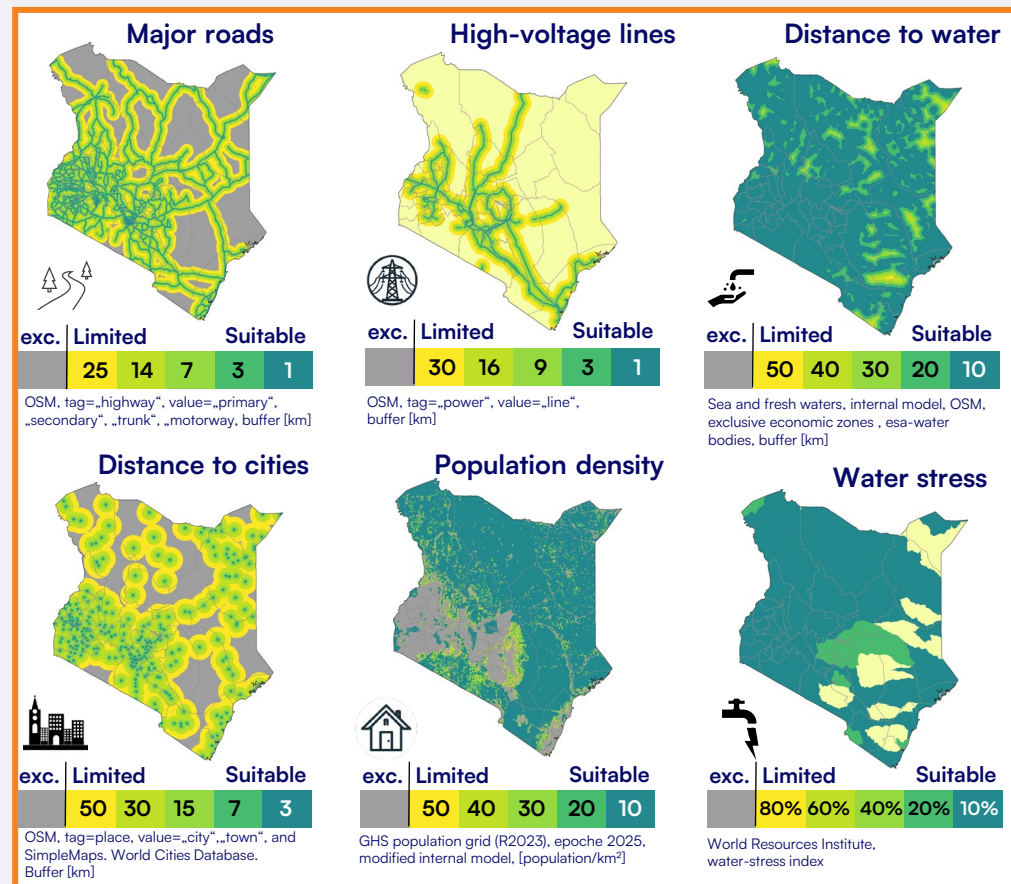 Major roads
exc. Limited Suitable
25 14 7 3 1
OSM, tag=„highway“, value=„primary“,
„secondary“, „trunk“, „motorway, buffer [km]
High-voltage lines
exc. Limited Suitable
30 16 9 3 1
OSM, tag=„power“, value=„line“,
buffer [km]
Distance to water
exc. Limited Suitable
50 40 30 20 10
Sea and fresh waters, internal model, OSM,
exclusive economic zones , esa-water
bodies, buffer [km]
Distance to cities
exc. Limited Suitable
50 30 15 7 3
OSM, tag=place, value=„city“,„town“, and
SimpleMaps. World Cities Database.
Buffer [km]
Population density
exc. Limited Suitable
50 40 30 20 10
GHS population grid (R2023), epoche 2025,
modified internal model, [population/km²]
Water stress
exc. Limited Suitable
80% 60% 40% 20% 10%
World Resources Institute,
water-stress index